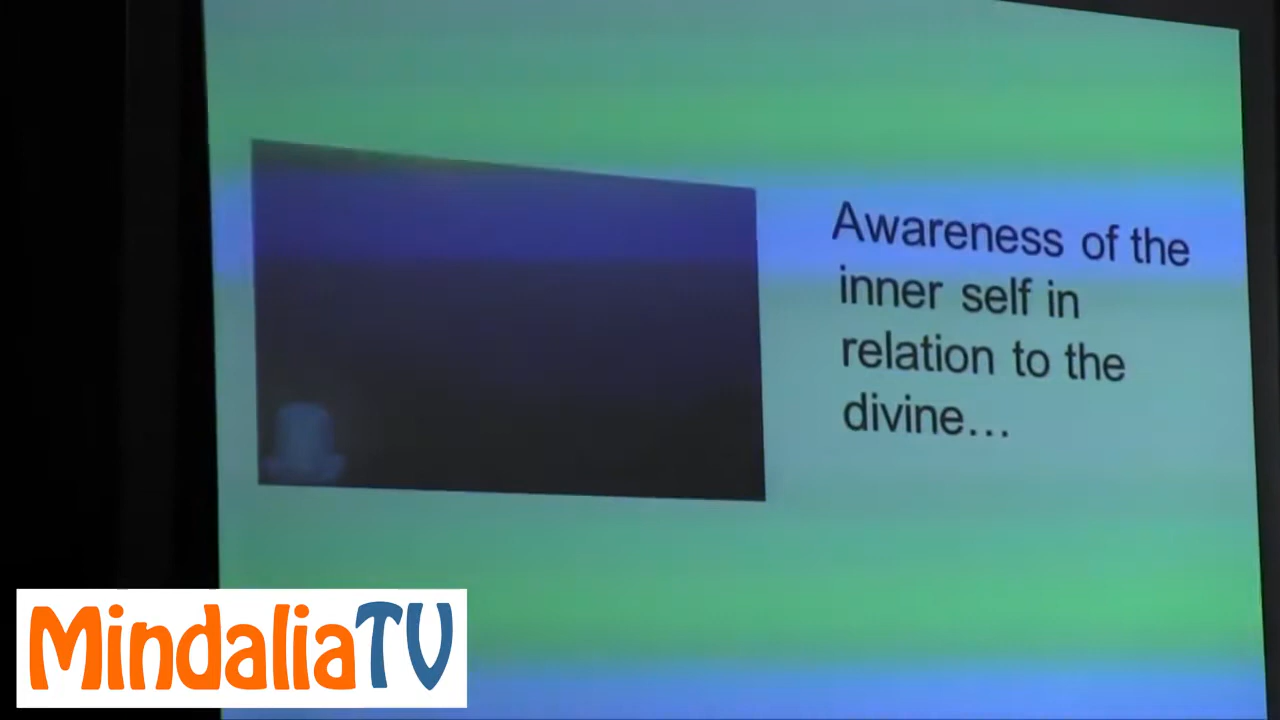 Awareness of the
inner self in
relation to the
divine...
MindaliaTV